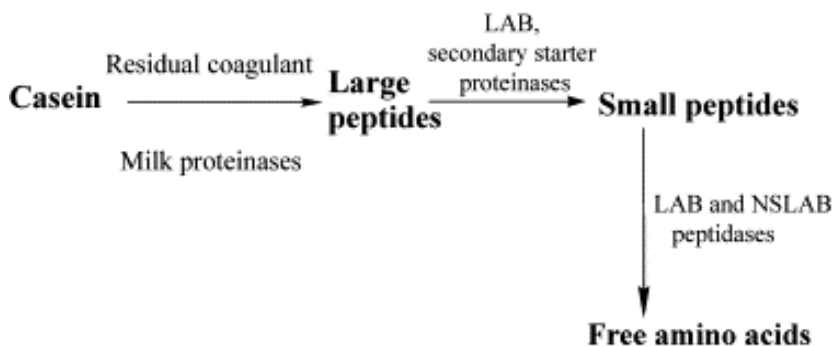 LAB,
secondary starter
proteinases
Residual coagulant
Casein
Large
peptides
Small peptides
Milk proteinases
LAB and NSLAB
peptidases
Free amino acids